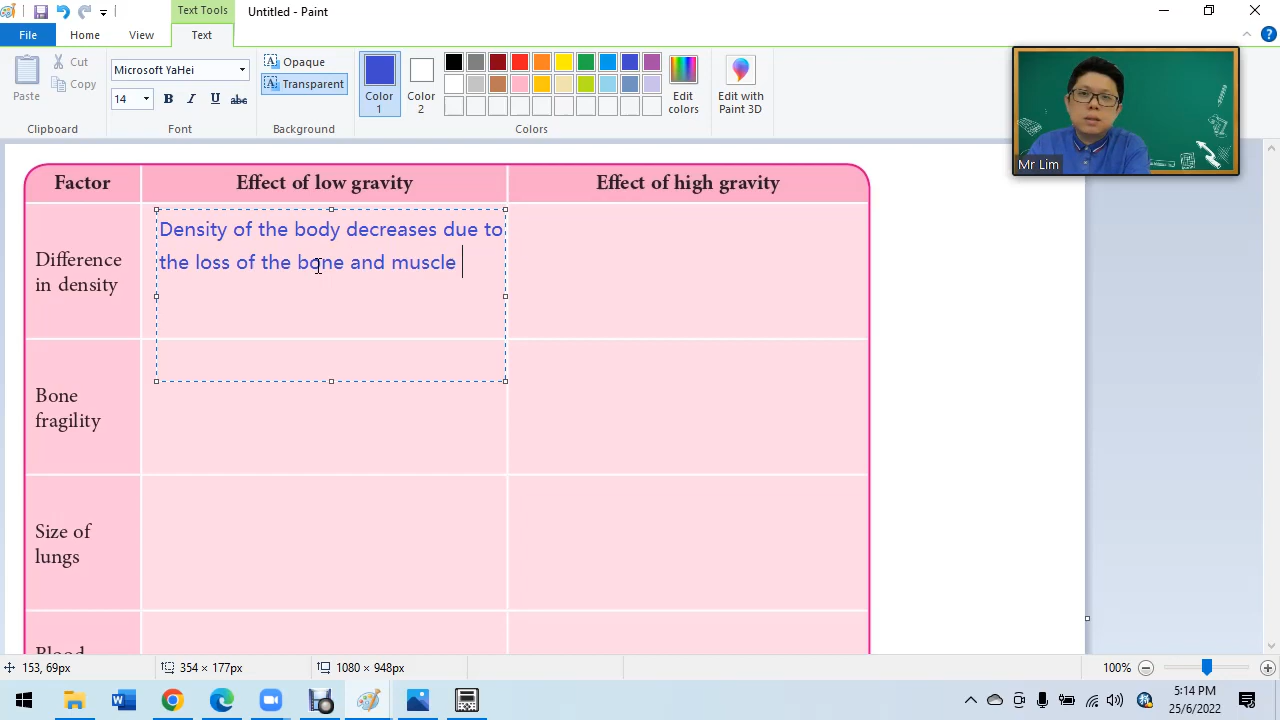 Text Tools
Untitled - Paint
File
Home
View
Text
Paste
Cut
Copy
Clipboard
Microsoft YaHei
14
B
I
U
abc
Font
Opaque
Transparent
Background
Color 1
Color 2
Edit colors
Colors
Edit with Paint 3D
Mr Lim
Factor
Effect of low gravity
Effect of high gravity
Difference
in density
Density of the body decreases due to
the loss of the bone and muscle
Bone
fragility
Size of
lungs
Blood
153, 69px
354 × 177px
1080 × 948px
100%
5:14 PM
25/6/2022